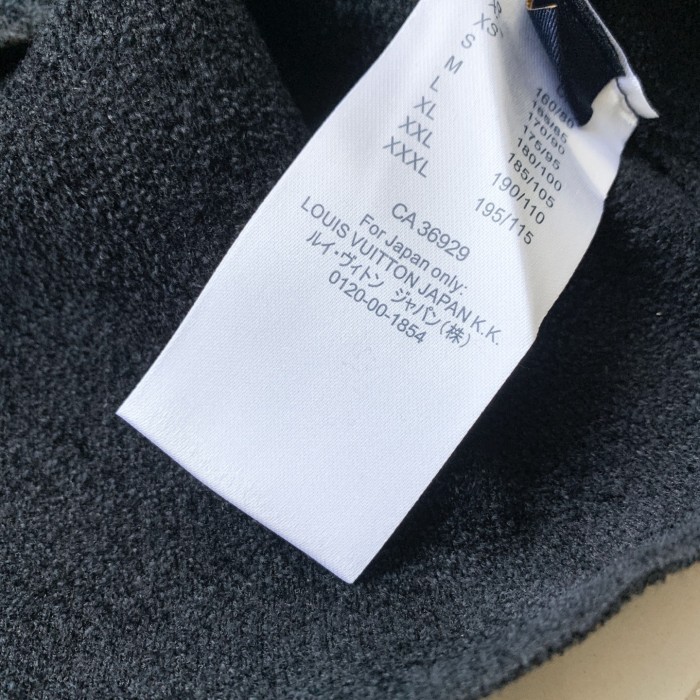 XS
S
M
L
XL
XXL
XXXL
160/80
165/85
170/90
175/95
180/100
185/105
190/110
195/115
CA 36929
For Japan only:
LOUIS VUITTON JAPAN K.K.
ルイ・ヴィトン ジャパン(株)
0120-00-1854